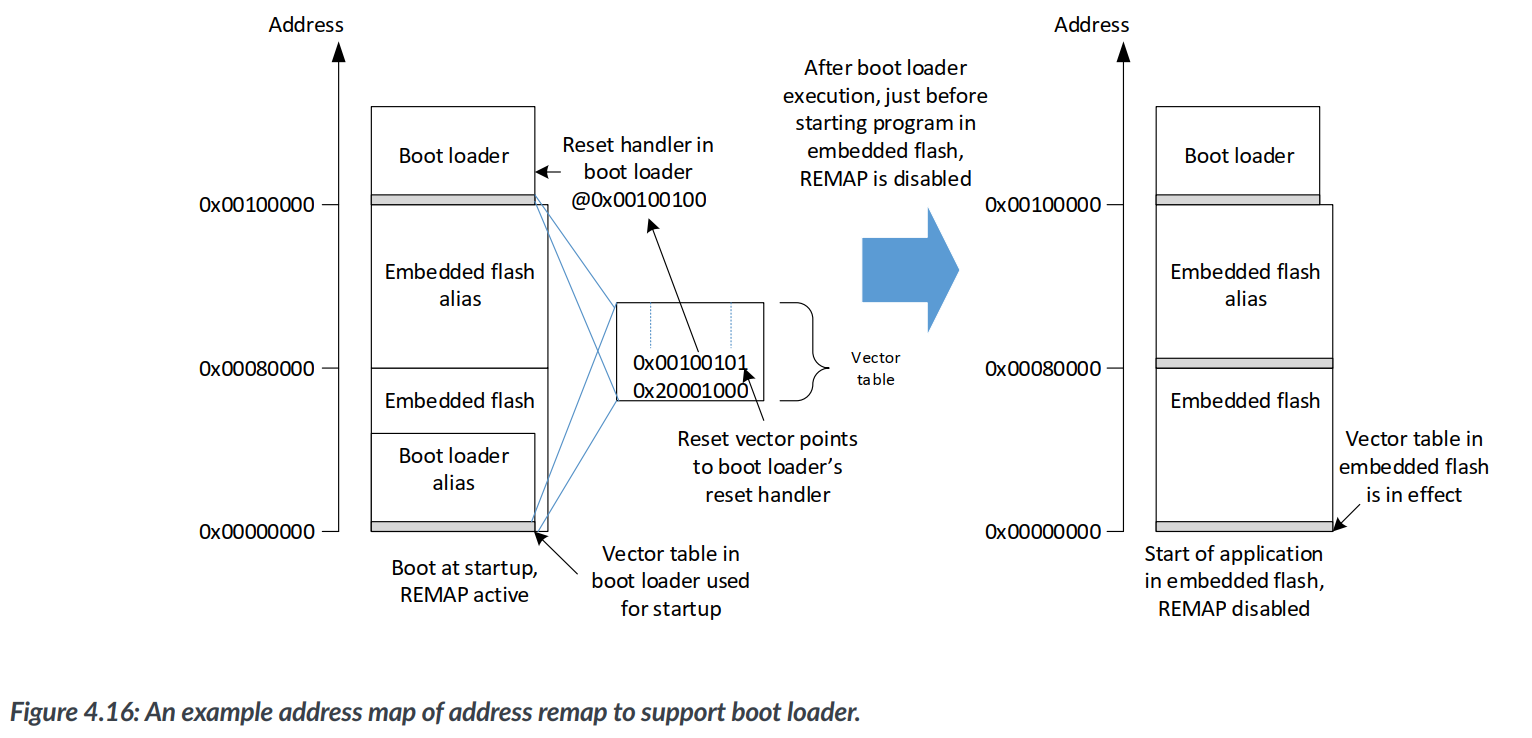 Address
Boot loader
0x00100000
Embedded flash
alias
0x00080000
Embedded flash
Boot loader
alias
0x00000000
Boot at startup,
REMAP active
Reset handler in
boot loader
@0x00100100
0x00100101
0x20001000
Vector
table
Reset vector points
to boot loader’s
reset handler
Vector table in
boot loader used
for startup
After boot loader
execution, just before
starting program in
embedded flash,
REMAP is disabled
Address
Boot loader
0x00100000
Embedded flash
alias
0x00080000
Embedded flash
0x00000000
Vector table in
embedded flash
is in effect
Start of application
in embedded flash,
REMAP disabled
Figure 4.16: An example address map of address remap to support boot loader.